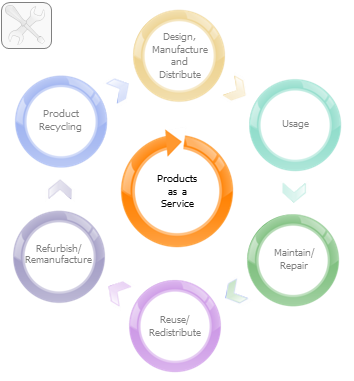 Design,
Manufacture
and
Distribute
Usage
Maintain/
Repair
Reuse/
Redistribute
Refurbish/
Remanufacture
Product
Recycling
Products
as a
Service